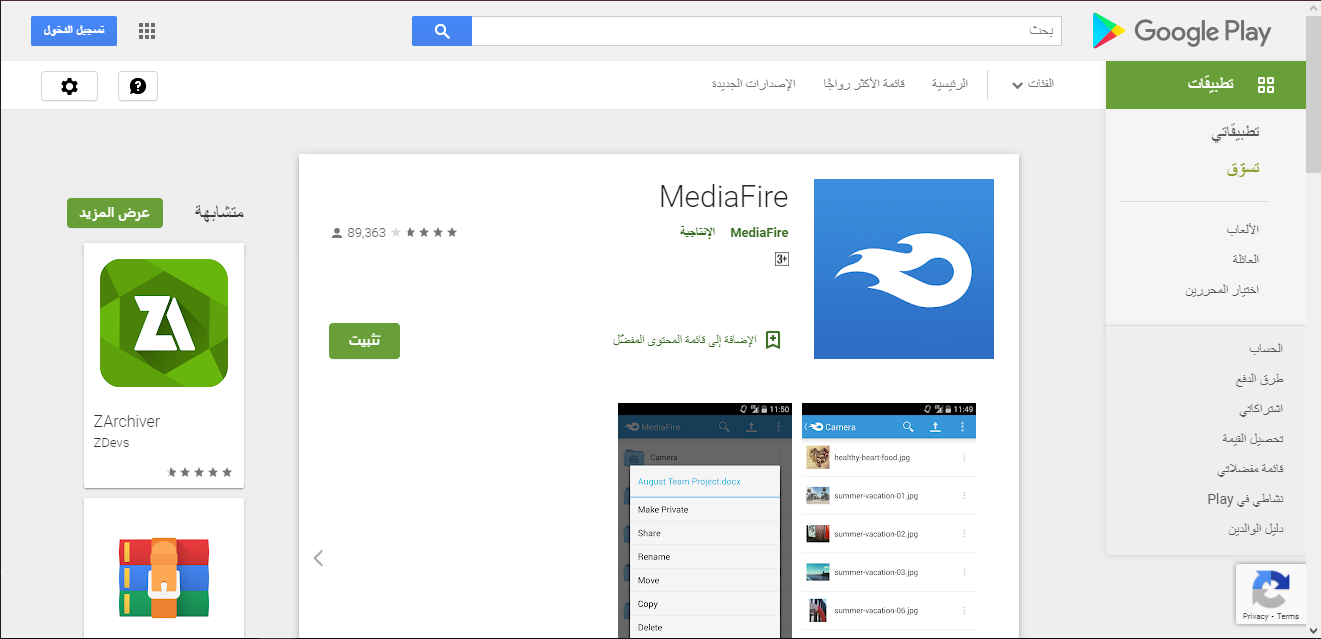 Google Play
بحث
تسجيل الدخول
تطبيقات
الفئات
الرئيسية
قائمة الأكثر رواجًا
الإصدارات الجديدة
تطبيقاتي
تسوّق
الألعاب
العائلة
اختيار المحررين
الحساب
طرق الدفع
اشتراكاتي
تحصيل القيمة
قائمة مفضلاتي
نشاطي في Play
دليل الوالدين
Privacy - Terms
MediaFire
MediaFire الإنتاجية
89,363
3+
الإضافة إلى قائمة المحتوى المفضّل
تثبيت
11:49
Camera
healthy-heart-food.jpg
summer-vacation-01.jpg
summer-vacation-02.jpg
summer-vacation-03.jpg
summer-vacation-06.jpg
11:50
MediaFire
Camera
August Team Project.docx
Make Private
Share
Rename
Move
Copy
Delete
متشابهة
عرض المزيد
ZA
ZArchiver
ZDevs